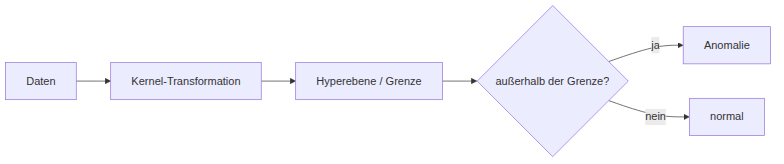 Daten
Kernel-Transformation
Hyperebene / Grenze
außerhalb der Grenze?
ja
Anomalie
nein
normal